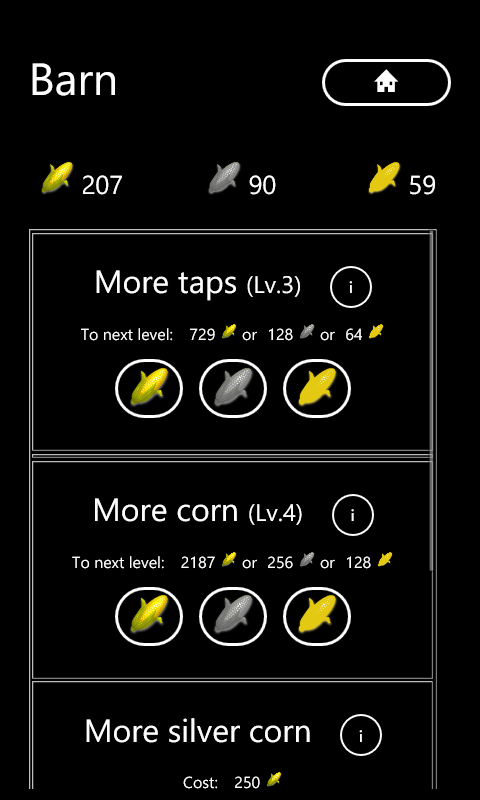 Barn
207 90 59
More taps (Lv.3) i
To next level: 729 or 128 or 64
More corn (Lv.4) i
To next level: 2187 or 256 or 128
More silver corn i
Cost: 250